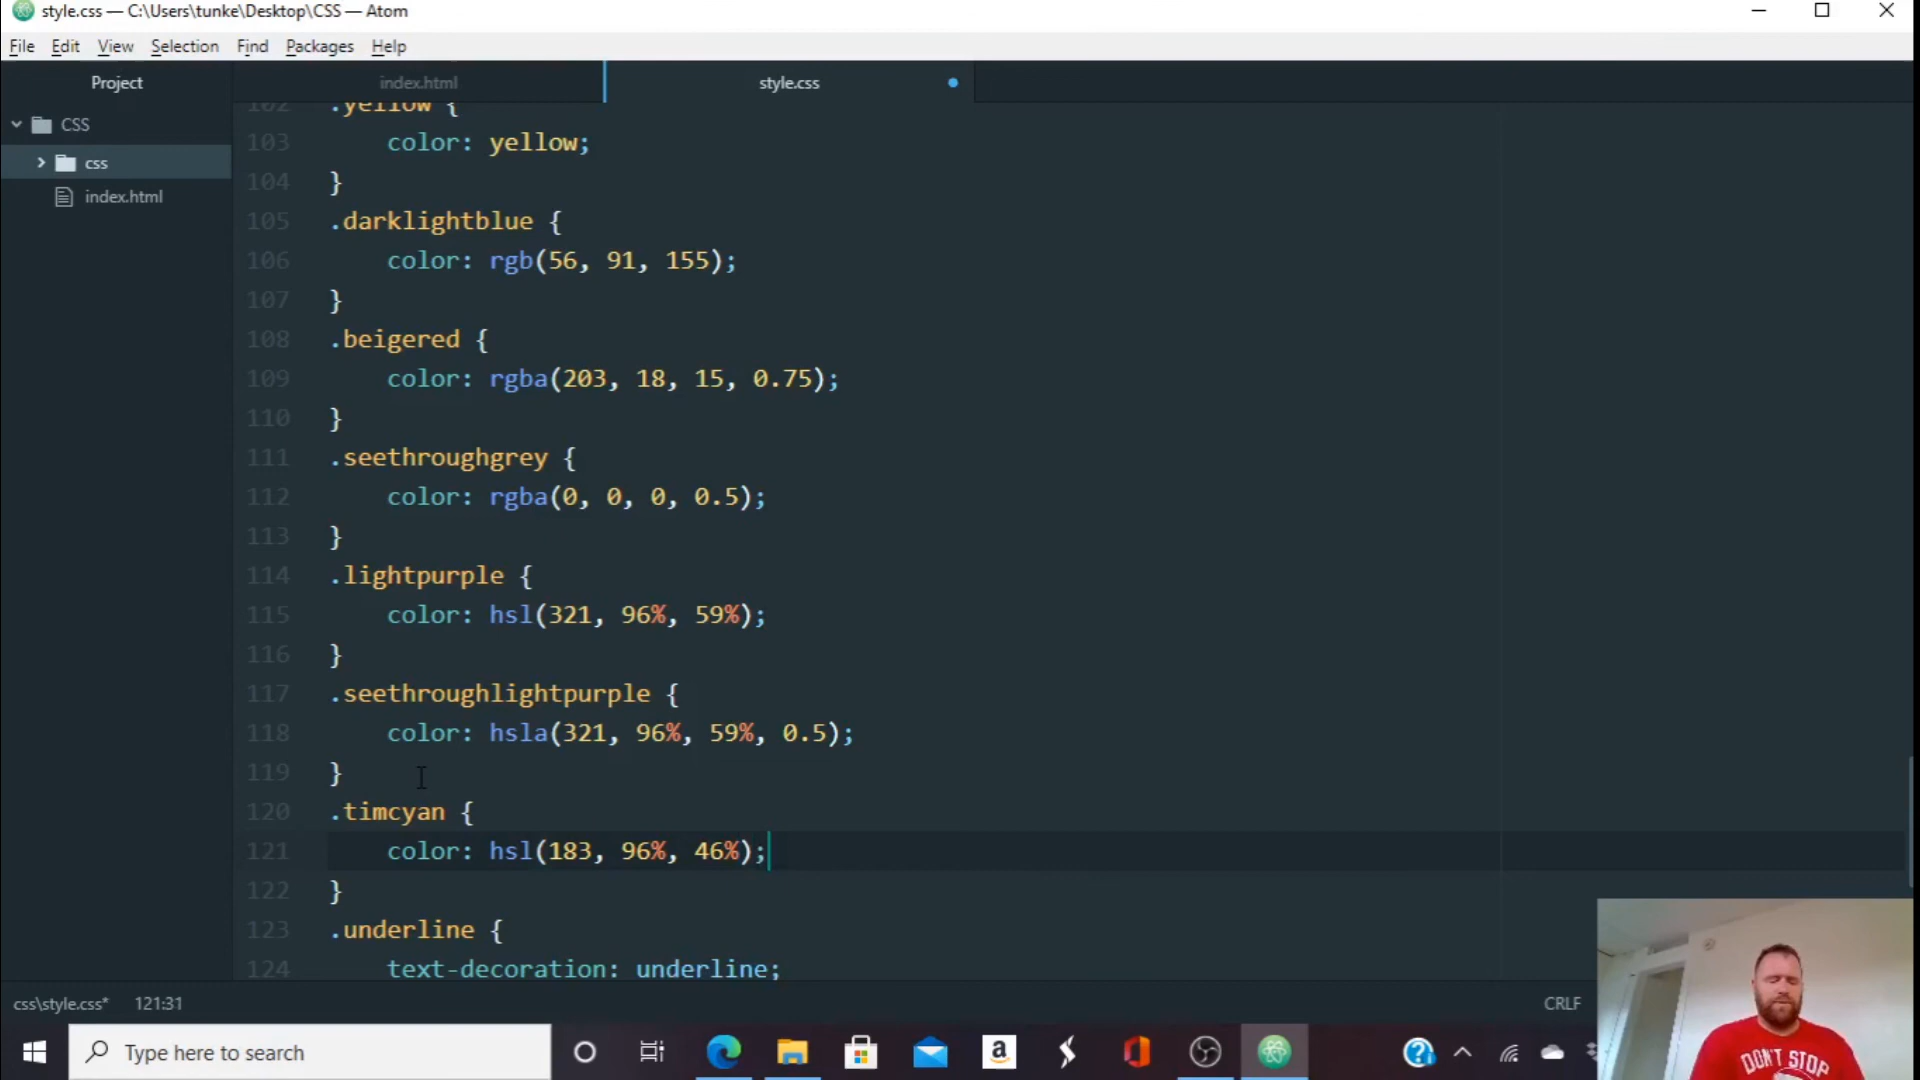 style.css — C:\Users\tunke\Desktop\CSS — Atom
File Edit View Selection Find Packages Help
Project index.html style.css
CSS
css
index.html
102 .yellow {
103 color: yellow;
104 }
105 .darklightblue {
106 color: rgb(56, 91, 155);
107 }
108 .beigered {
109 color: rgba(203, 18, 15, 0.75);
110 }
111 .seethroughgrey {
112 color: rgba(0, 0, 0, 0.5);
113 }
114 .lightpurple {
115 color: hsl(321, 96%, 59%);
116 }
117 .seethroughlightpurple {
118 color: hsla(321, 96%, 59%, 0.5);
119 }
120 .timcyan {
121 color: hsl(183, 96%, 46%);
122 }
123 .underline {
124 text-decoration: underline;
css\style.css* 121:31 CRLF
Type here to search
a
DON'T STOP